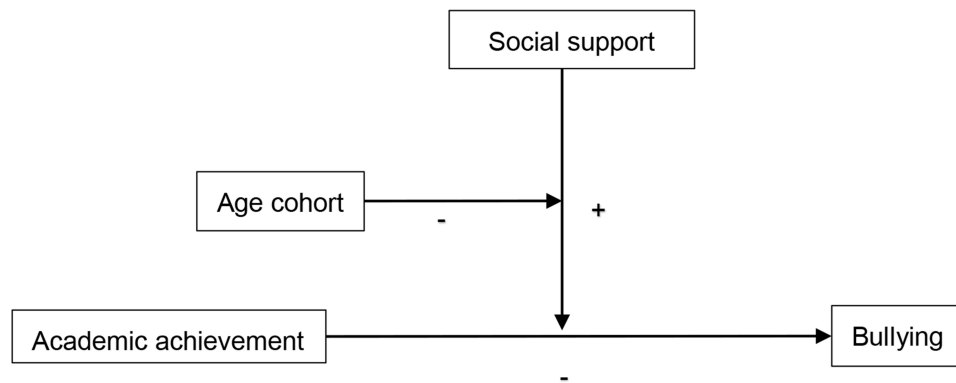 Social support
Age cohort
-
+
Academic achievement
Bullying
-